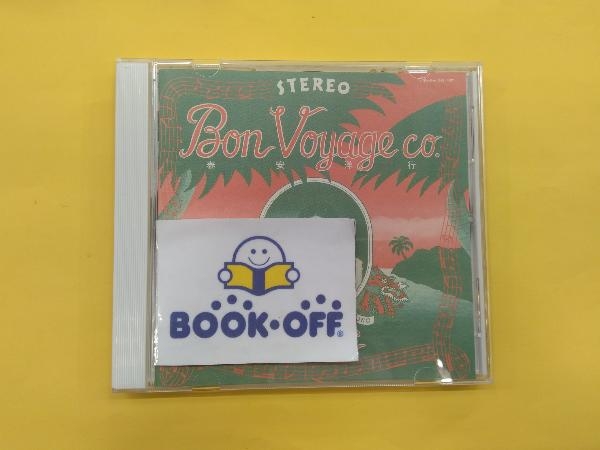 STEREO
Bon Voyage co.
泰安洋行
BOOK·OFF®